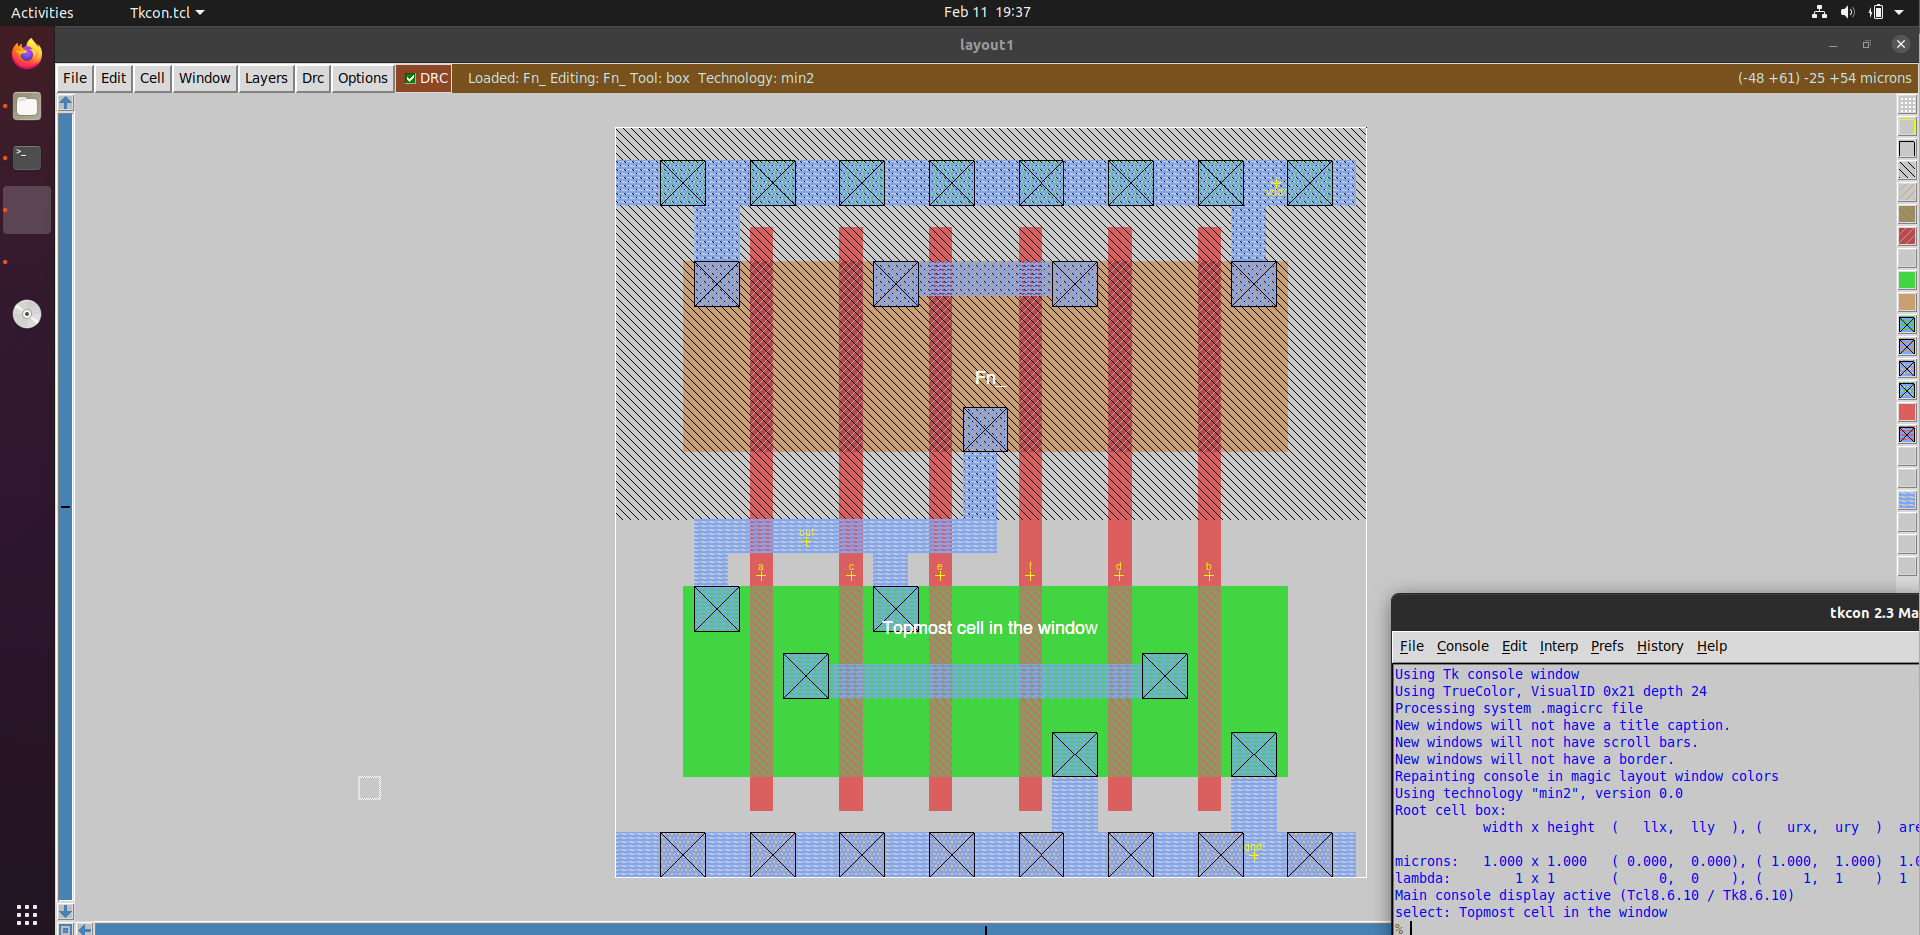 Activities
Tkcon.tcl
Feb 11 19:37
layout1
File Edit Cell Window Layers Drc Options DRC Loaded: Fn_ Editing: Fn_ Tool: box Technology: min2 (-48 +61) -25 +54 microns
Fn_
out
a c e f d b
Topmost cell in the window
gnd!
tkcon 2.3 Ma
File Console Edit Interp Prefs History Help
Using Tk console window
Using TrueColor, VisualID 0x21 depth 24
Processing system .magicrc file
New windows will not have a title caption.
New windows will not have scroll bars.
New windows will not have a border.
Repainting console in magic layout window colors
Using technology "min2", version 0.0
Root cell box:
width x height ( llx, lly ), ( urx, ury ) are
microns: 1.000 x 1.000 ( 0.000, 0.000), ( 1.000, 1.000) 1.0
lambda: 1 x 1 ( 0, 0 ), ( 1, 1 ) 1
Main console display active (Tcl8.6.10 / Tk8.6.10)
select: Topmost cell in the window
%